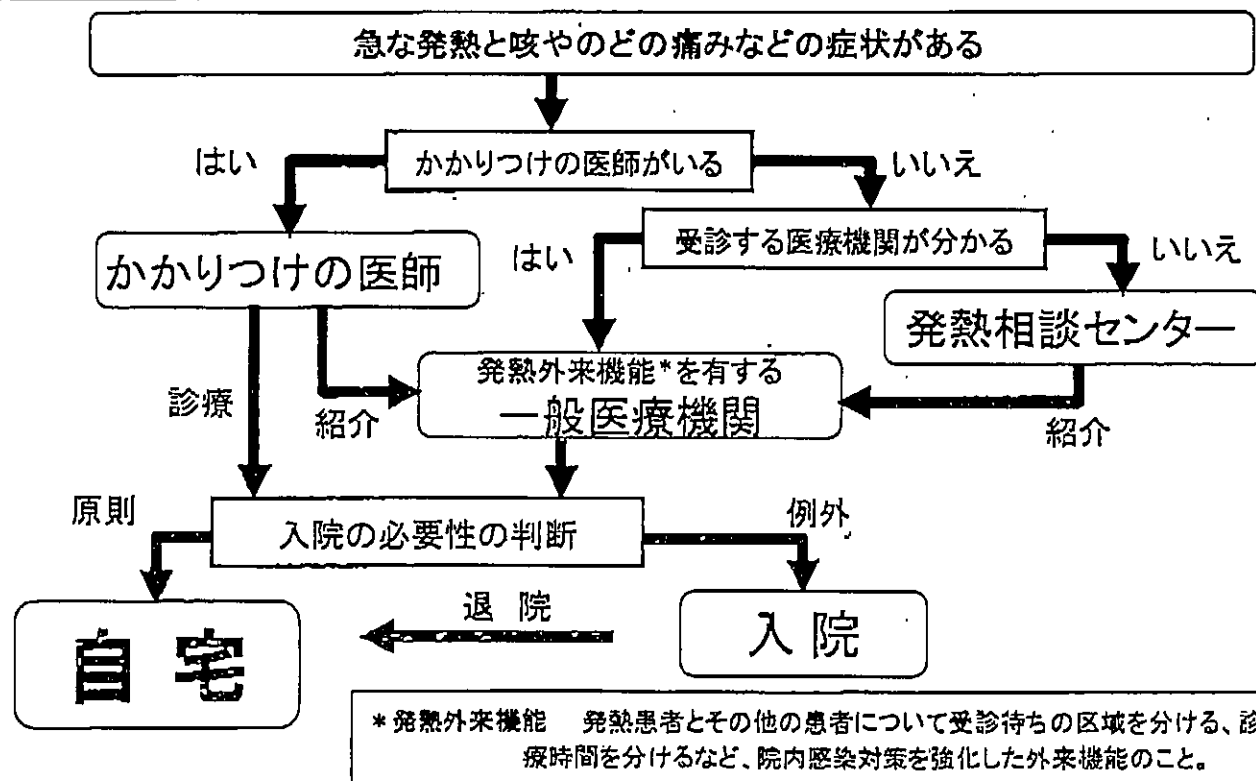 急な発熱と咳やのどの痛みなどの症状がある
はい
かかりつけの医師がいる
いいえ
はい
受診する医療機関が分かる
いいえ
かかりつけの医師
発熱相談センター
発熱外来機能*を有する
一般医療機関
診療
紹介
紹介
原則
入院の必要性の判断
例外
自宅
退院
入院
*発熱外来機能 発熱患者とその他の患者について受診待ちの区域を分ける、診
療時間を分けるなど、院内感染対策を強化した外来機能のこと。